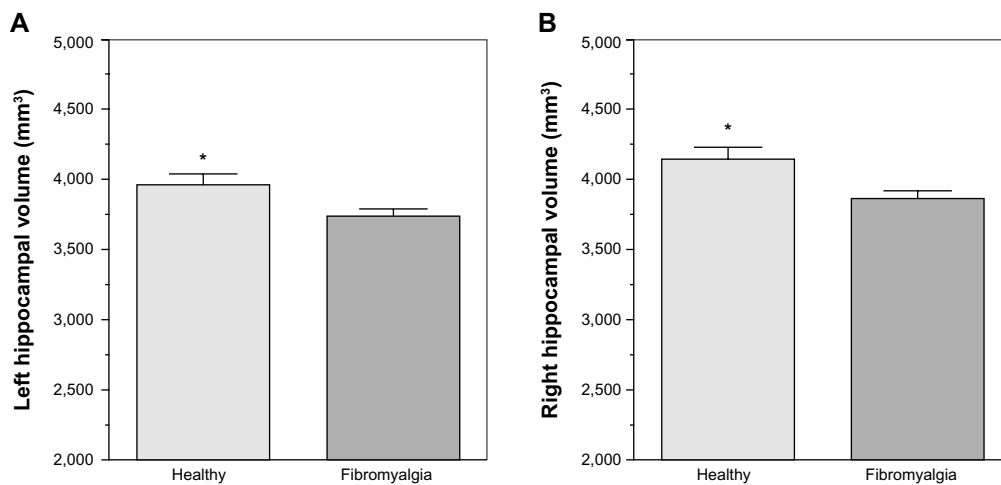 A
Left hippocampal volume (mm³)
5,000
4,500
4,000
3,500
3,000
2,500
2,000
*
Healthy
Fibromyalgia
B
Right hippocampal volume (mm³)
5,000
4,500
4,000
3,500
3,000
2,500
2,000
*
Healthy
Fibromyalgia